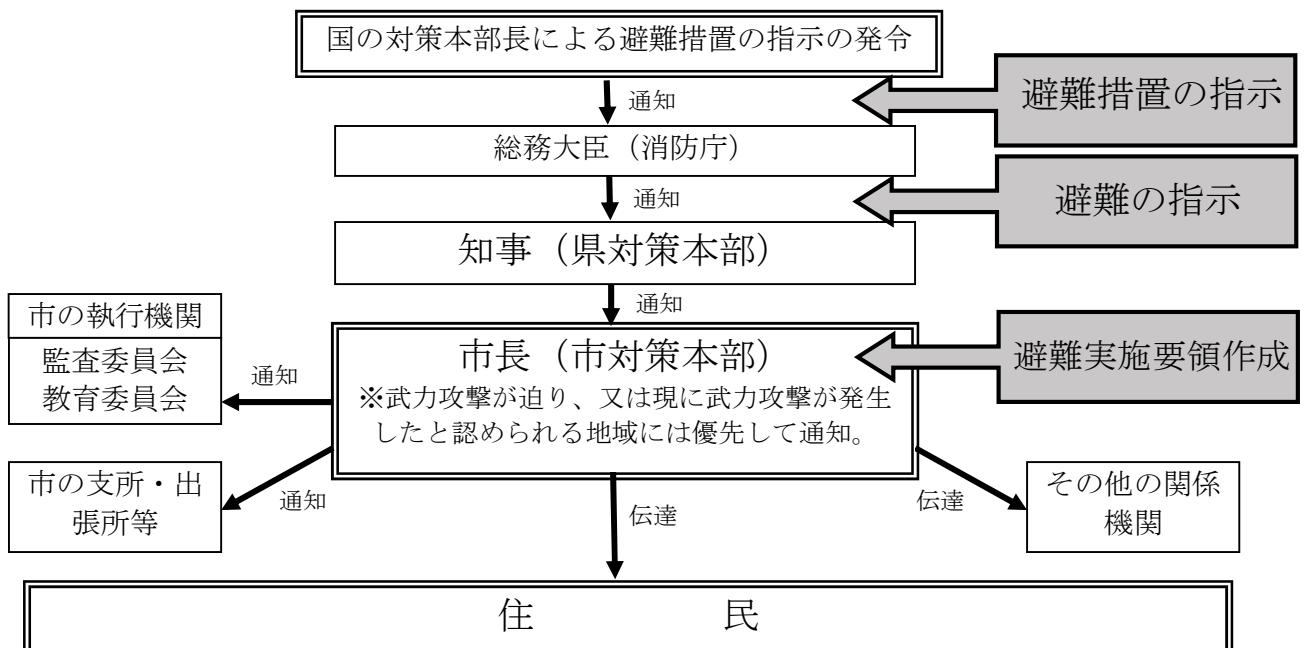 国の対策本部長による避難措置の指示の発令
通知
避難措置の指示
総務大臣（消防庁）
通知
避難の指示
知事（県対策本部）
通知
市の執行機関
監査委員会
教育委員会
通知
市長（市対策本部）
※武力攻撃が迫り、又は現に武力攻撃が発生
したと認められる地域には優先して通知。
避難実施要領作成
市の支所・出
張所等
通知
伝達
伝達
その他の関係
機関
住　　　　民